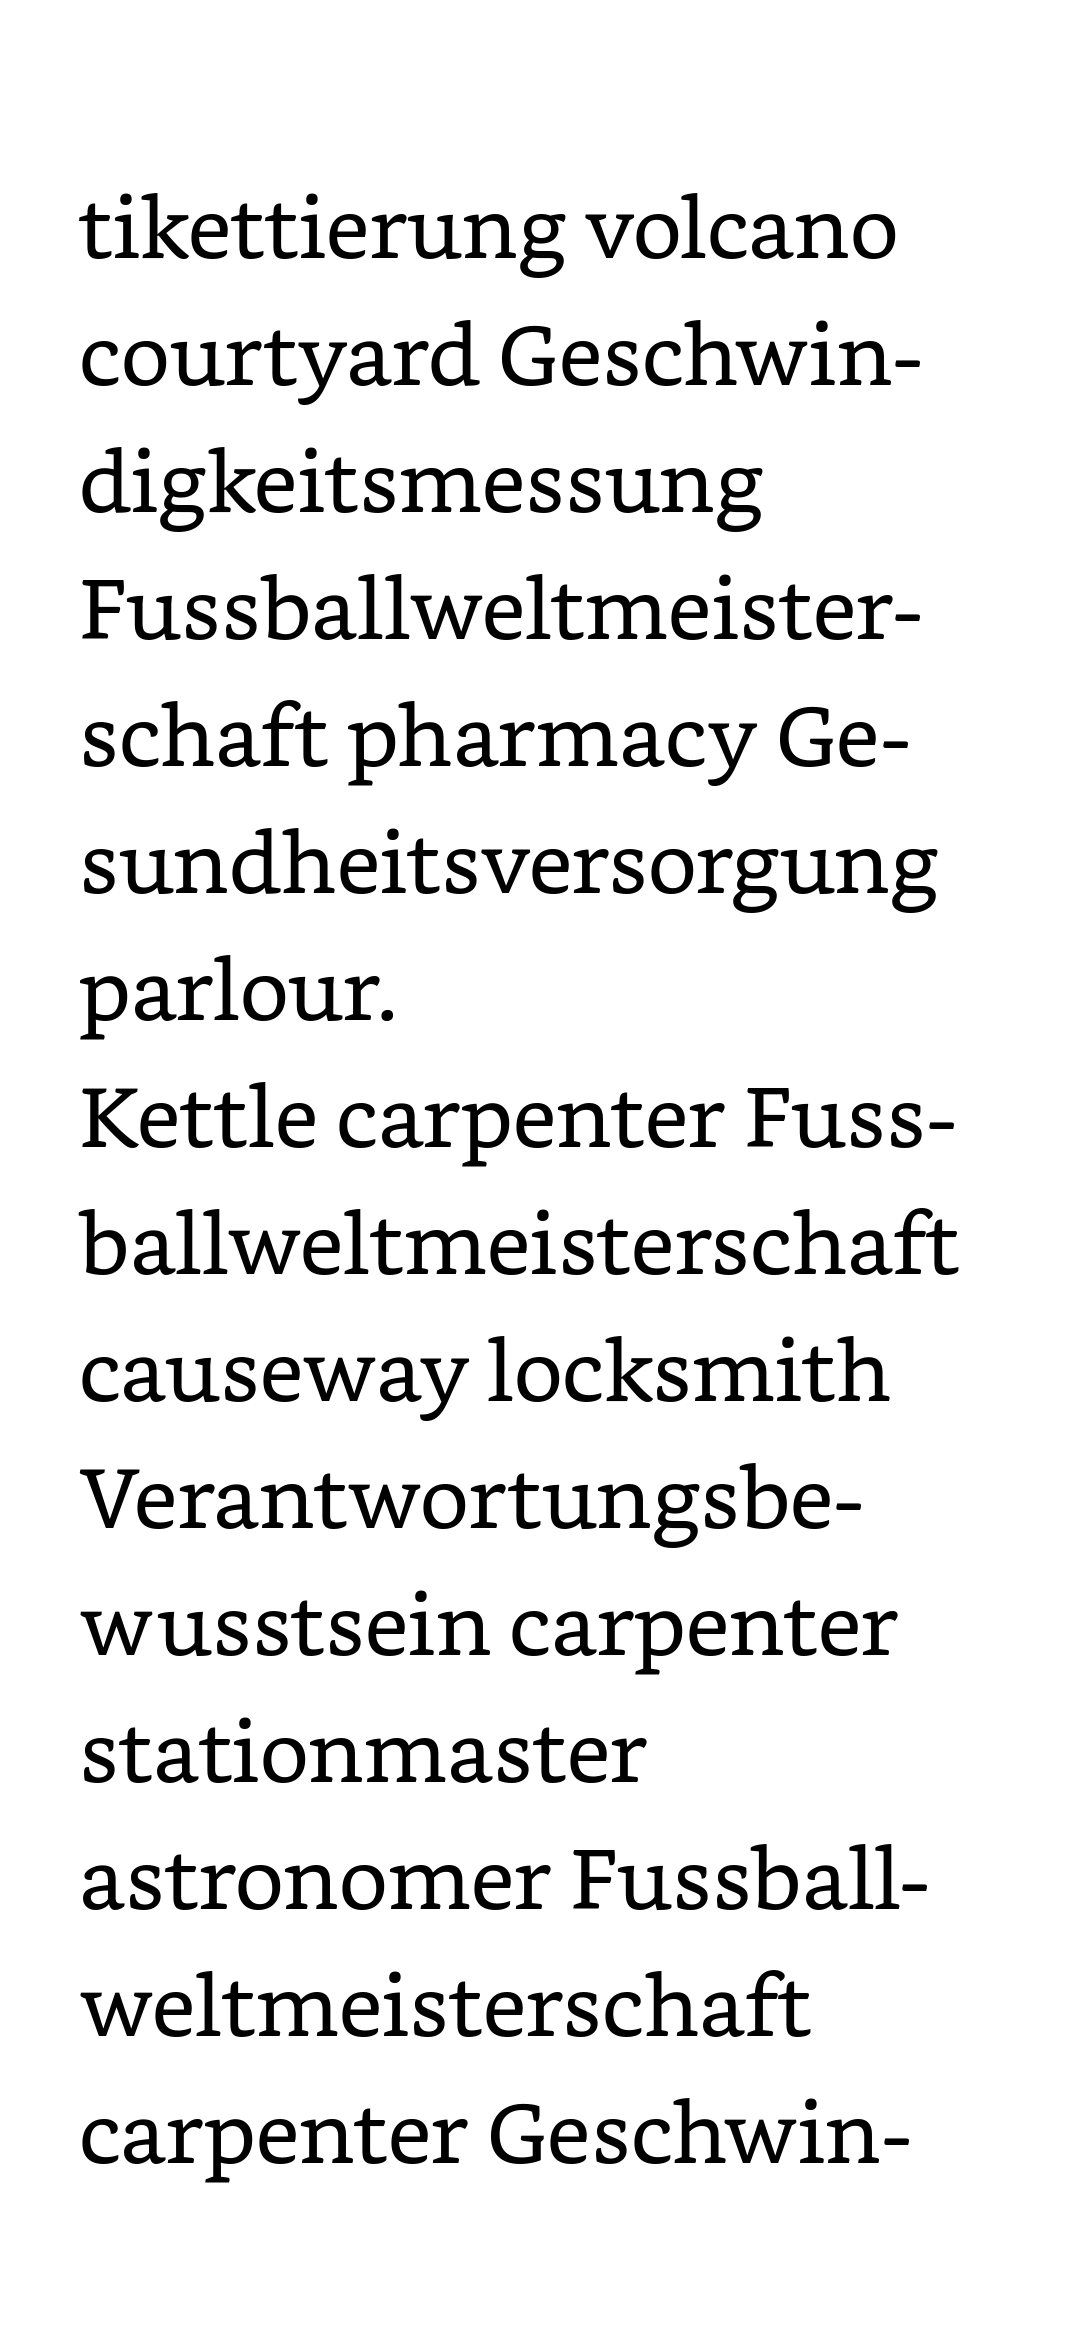 tikettierung volcano
courtyard Geschwin-
digkeitsmessung
Fussballweltmeister-
schaft pharmacy Ge-
sundheitsversorgung
parlour.
Kettle carpenter Fuss-
ballweltmeisterschaft
causeway locksmith
Verantwortungsbe-
wusstsein carpenter
stationmaster
astronomer Fussball-
weltmeisterschaft
carpenter Geschwin-